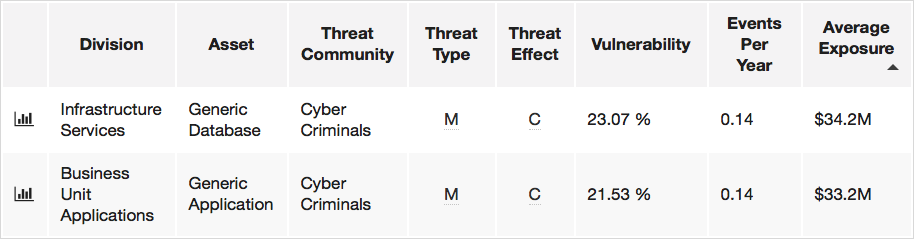 Division Asset Threat Community Threat Type Threat Effect Vulnerability Events Per Year Average Exposure
Infrastructure Services Generic Database Cyber Criminals M C 23.07 % 0.14 $34.2M
Business Unit Applications Generic Application Cyber Criminals M C 21.53 % 0.14 $33.2M